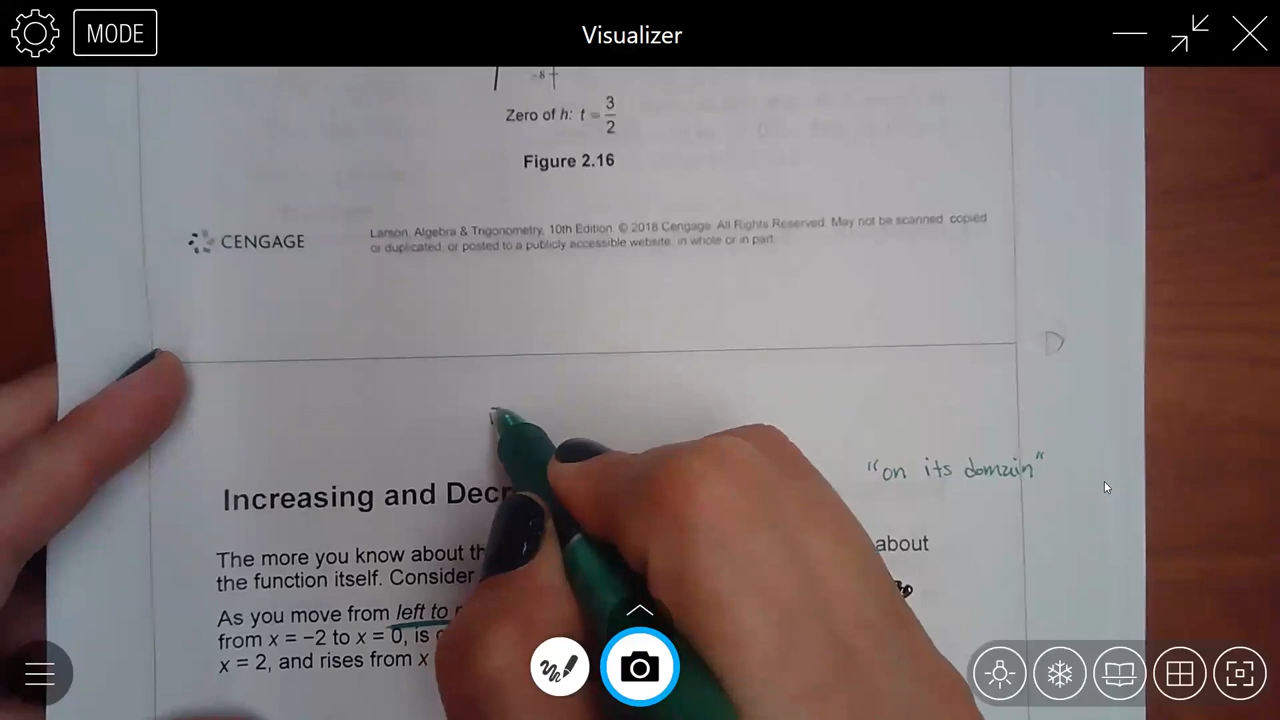 MODE
Visualizer
-8
Zero of h: t = 3/2
Figure 2.16
CENGAGE
Larson, Algebra & Trigonometry, 10th Edition. © 2018 Cengage. All Rights Reserved. May not be scanned, copied
or duplicated, or posted to a publicly accessible website, in whole or in part.
"on its domain"
Increasing and
The more you know about about
the function itself. Consider
As you move from left to
from x = −2 to x = 0, is
x = 2, and rises from x